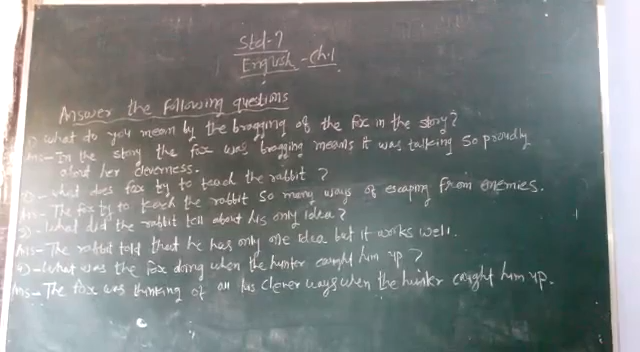 Std-7
English - Ch.1
Answer the following questions
1) What do you mean by the bragging of the fox in the story?
Ans- In the story the fox was bragging means it was talking so proudly
about her cleverness.
2) - What does fox try to teach the rabbit ?
Ans - The fox try to teach the rabbit so many ways of escaping from enemies.
3) - What did the rabbit tell about his only idea ?
Ans- The rabbit told that he has only one idea but it works well.
4) - What was the fox doing when the hunter caught him up ?
Ans- The fox was thinking of all his clever ways when the hunter caught him up.